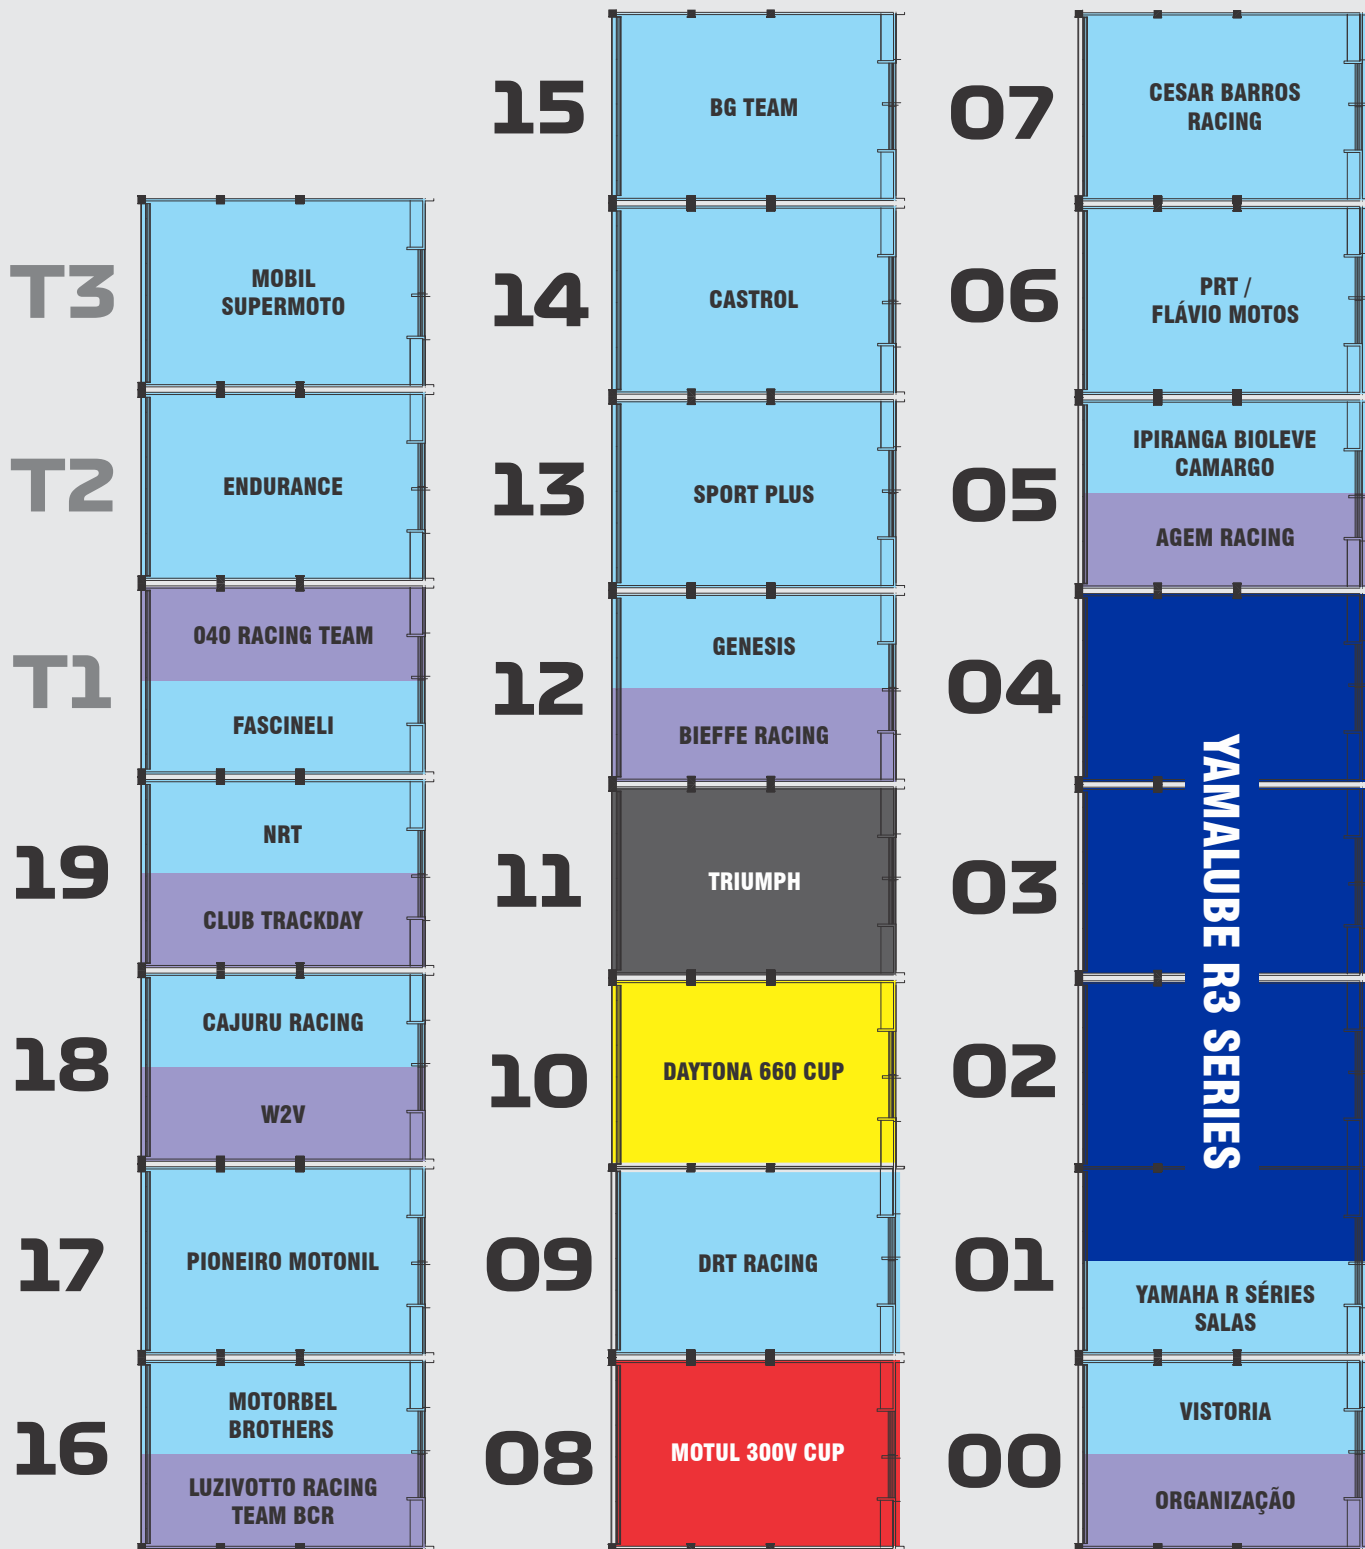 T3
MOBIL
SUPERMOTO
T2
ENDURANCE
T1
040 RACING TEAM
FASCINELI
19
NRT
CLUB TRACKDAY
18
CAJURU RACING
W2V
17
PIONEIRO MOTONIL
16
MOTORBEL
BROTHERS
LUZIVOTTO RACING
TEAM BCR
15
BG TEAM
14
CASTROL
13
SPORT PLUS
12
GENESIS
BIEFFE RACING
11
TRIUMPH
10
DAYTONA 660 CUP
09
DRT RACING
08
MOTUL 300V CUP
07
CESAR BARROS
RACING
06
PRT /
FLÁVIO MOTOS
05
IPIRANGA BIOLEVE
CAMARGO
AGEM RACING
04
03
02
01
YAMALUBE R3 SERIES
YAMAHA R SÉRIES
SALAS
00
VISTORIA
ORGANIZAÇÃO